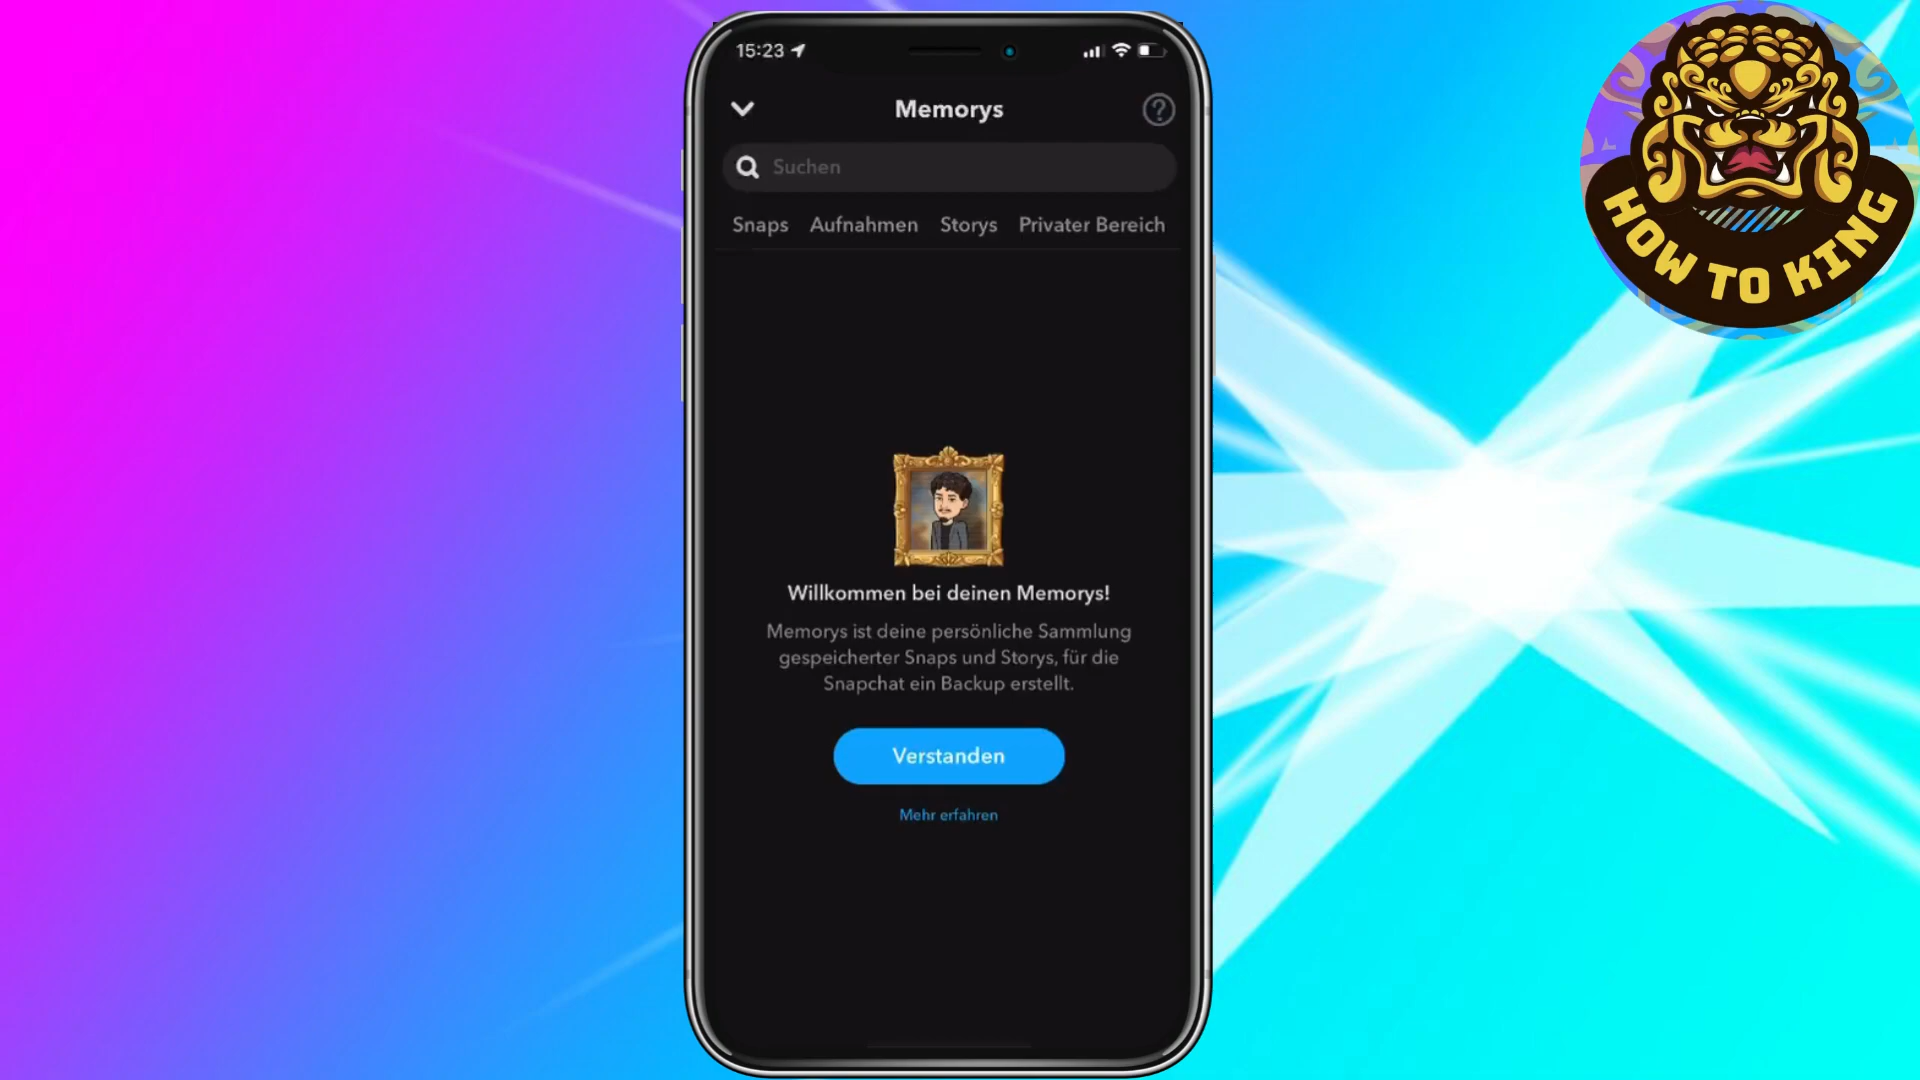 15:23
Memorys
Suchen
Snaps Aufnahmen Storys Privater Bereich
Willkommen bei deinen Memorys!
Memorys ist deine persönliche Sammlung
gespeicherter Snaps und Storys, für die
Snapchat ein Backup erstellt.
Verstanden
Mehr erfahren
HOW TO KING